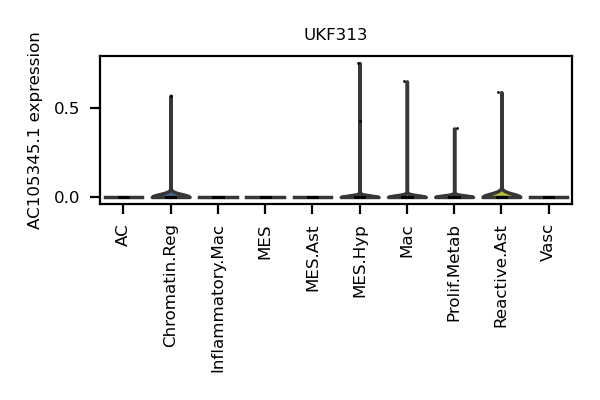 UKF313
AC105345.1 expression
0.5
0.0
AC
Chromatin.Reg
Inflammatory.Mac
MES
MES.Ast
MES.Hyp
Mac
Prolif.Metab
Reactive.Ast
Vasc